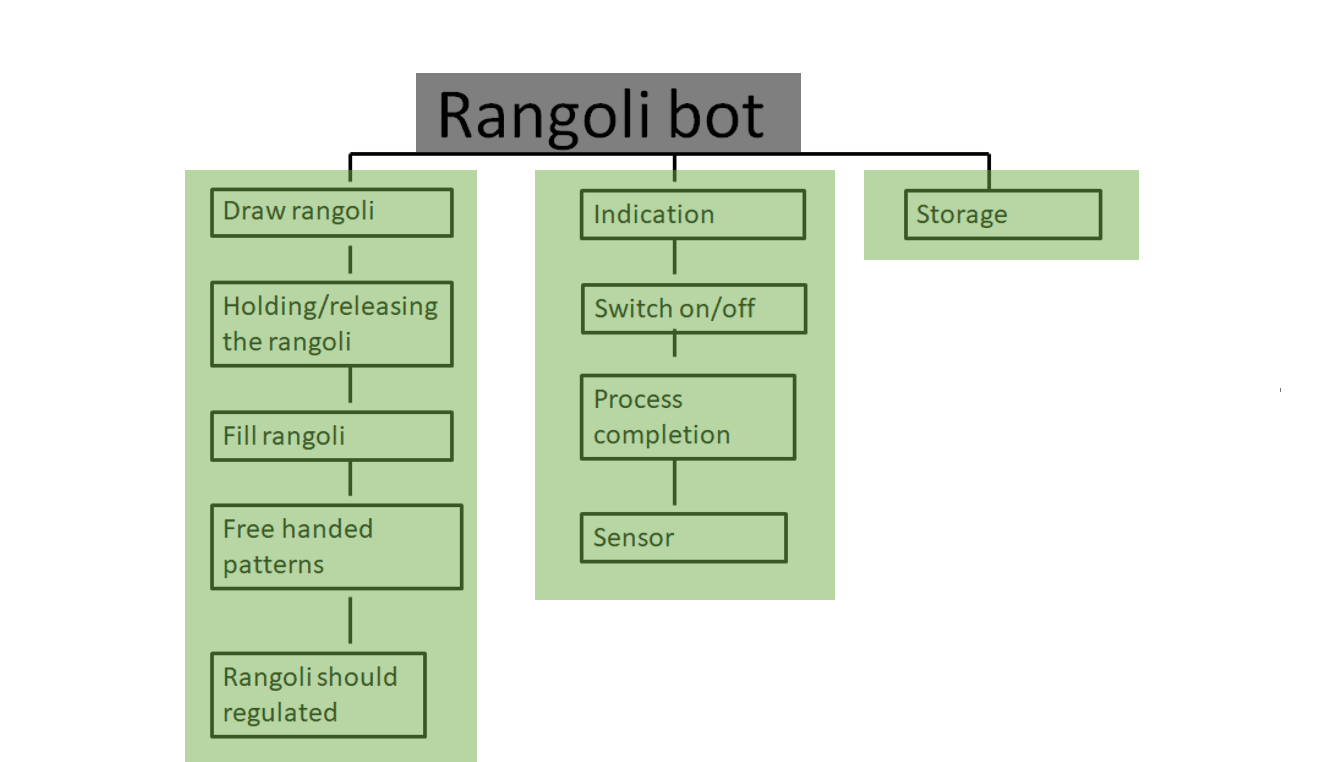 Rangoli bot
Draw rangoli
Holding/releasing
the rangoli
Fill rangoli
Free handed
patterns
Rangoli should
regulated
Indication
Switch on/off
Process
completion
Sensor
Storage